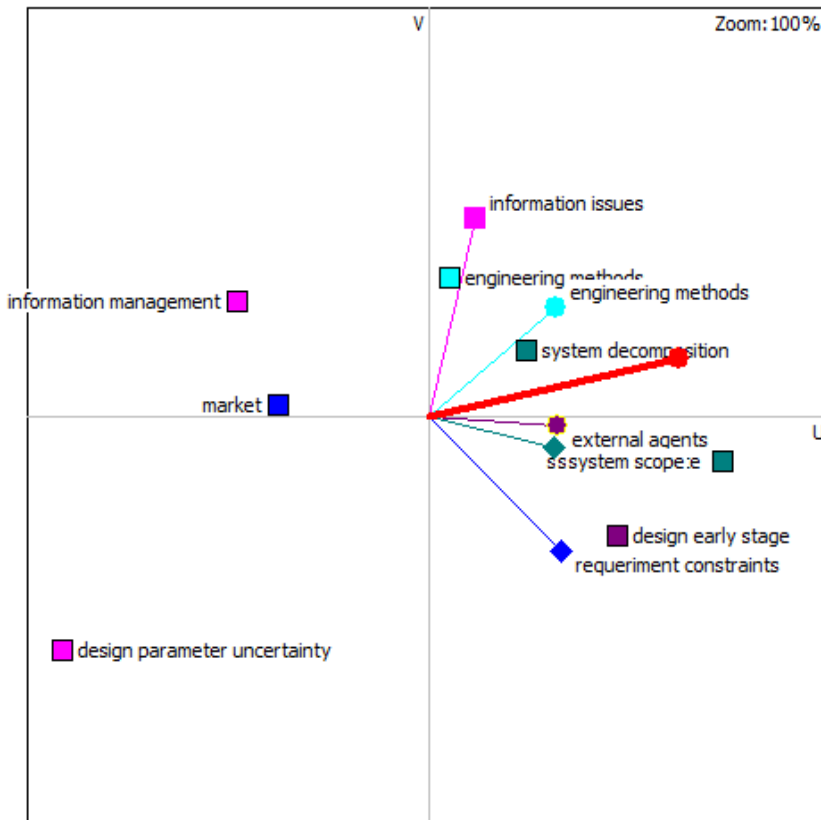 V
Zoom:100%
information issues
engineering methods
engineering methods
information management
system decomposition
market
U
external agents
system scope
design early stage
requeriment constraints
design parameter uncertainty